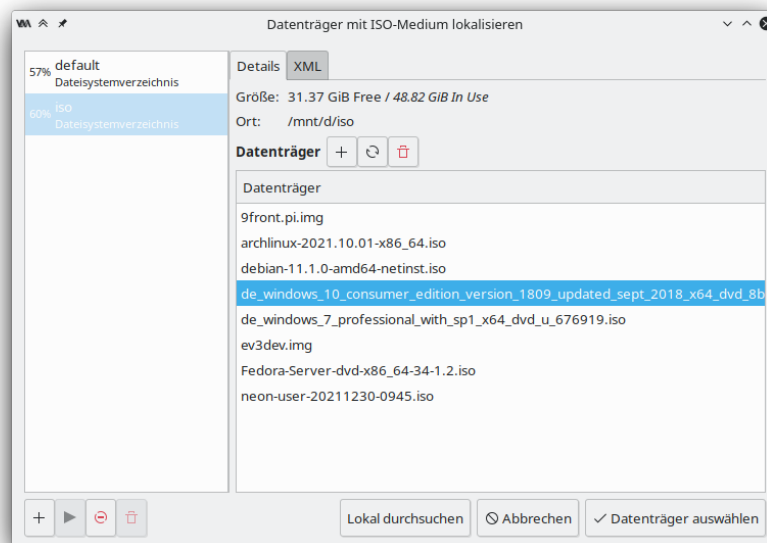 Datenträger mit ISO-Medium lokalisieren
57% default
Dateisystemverzeichnis
60% iso
Dateisystemverzeichnis
Details XML
Größe: 31.37 GiB Free / 48.82 GiB In Use
Ort: /mnt/d/iso
Datenträger
Datenträger
9front.pi.img
archlinux-2021.10.01-x86_64.iso
debian-11.1.0-amd64-netinst.iso
de_windows_10_consumer_edition_version_1809_updated_sept_2018_x64_dvd_8b
de_windows_7_professional_with_sp1_x64_dvd_u_676919.iso
ev3dev.img
Fedora-Server-dvd-x86_64-34-1.2.iso
neon-user-20211230-0945.iso
Lokal durchsuchen Abbrechen Datenträger auswählen